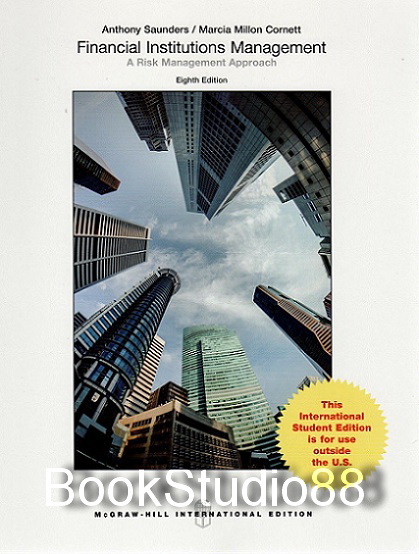 Anthony Saunders / Marcia Millon Cornett
Financial Institutions Management
A Risk Management Approach
Eighth Edition
This
International
Student Edition
is for use
outside
the U.S.
BookStudio88
McGRAW-HILL INTERNATIONAL EDITION